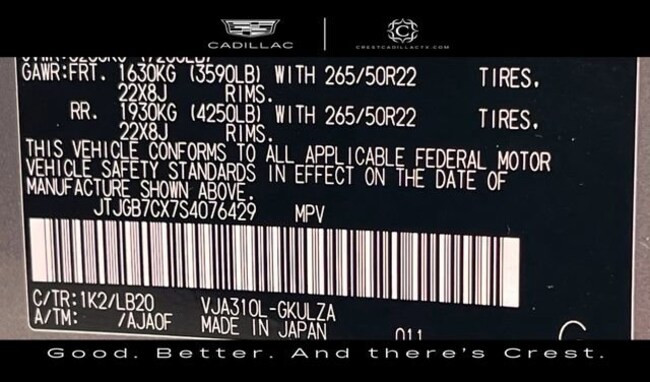 CADILLAC
CRESTCADILLACTX.COM
GAWR:FRT. 1630KG (3590LB) WITH 265/50R22 TIRES.
22X8J RIMS.
RR. 1930KG (4250LB) WITH 265/50R22 TIRES.
22X8J RIMS.
THIS VEHICLE CONFORMS TO ALL APPLICABLE FEDERAL MOTOR
VEHICLE SAFETY STANDARDS IN EFFECT ON THE DATE OF
MANUFACTURE SHOWN ABOVE.
JTJGB7CX7S4076429 MPV
C/TR:1K2/LB20 VJA310L-GKULZA
A/TM: /AJA0F MADE IN JAPAN 011
Good. Better. And there's Crest.